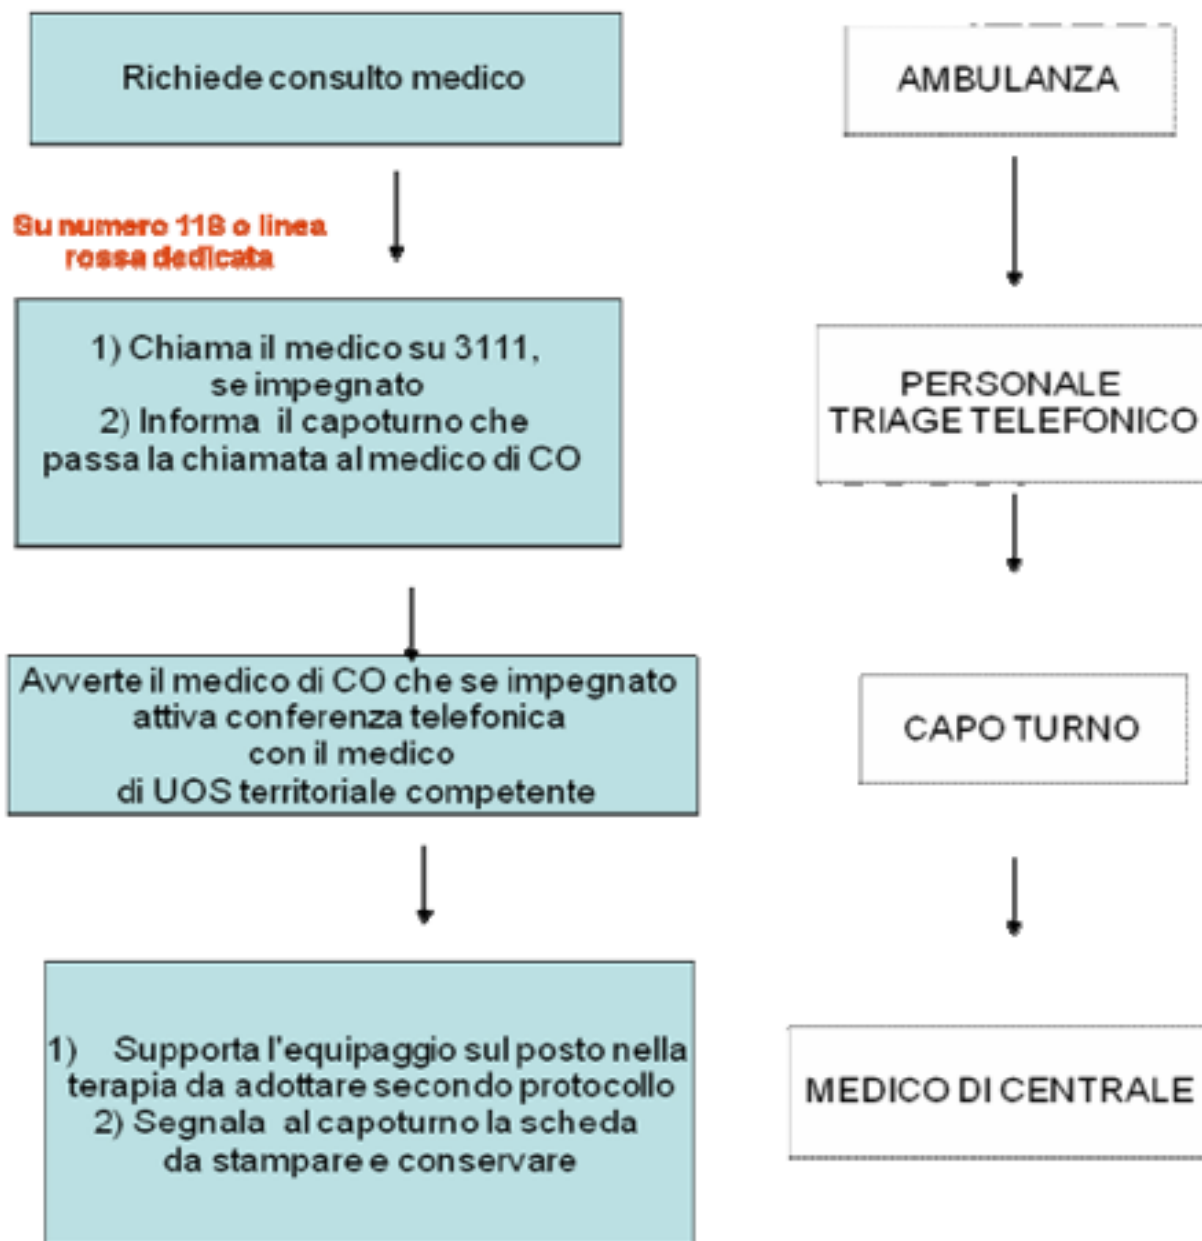 Richiede consulto medico
AMBULANZA
Su numero 118 o linea
rossa dedicata
1) Chiama il medico su 3111,
se impegnato
2) Informa il capoturno che
passa la chiamata al medico di CO
PERSONALE
TRIAGE TELEFONICO
Avverte il medico di CO che se impegnato
attiva conferenza telefonica
con il medico
di UOS territoriale competente
CAPO TURNO
1) Supporta l'equipaggio sul posto nella
terapia da adottare secondo protocollo
2) Segnala al capoturno la scheda
da stampare e conservare
MEDICO DI CENTRALE